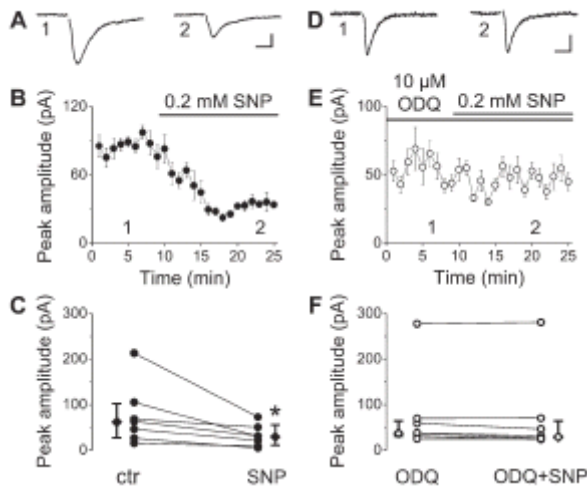 A
1
2
B
0.2 mM SNP
Peak amplitude (pA)
120
60
0
1
2
0 5 10 15 20 25
Time (min)
C
Peak amplitude (pA)
300
200
100
0
*
ctr
SNP
D
1
2
E
10 µM
ODQ
0.2 mM SNP
Peak amplitude (pA)
100
50
0
1
2
0 5 10 15 20 25
Time (min)
F
Peak amplitude (pA)
300
200
100
0
ODQ
ODQ+SNP